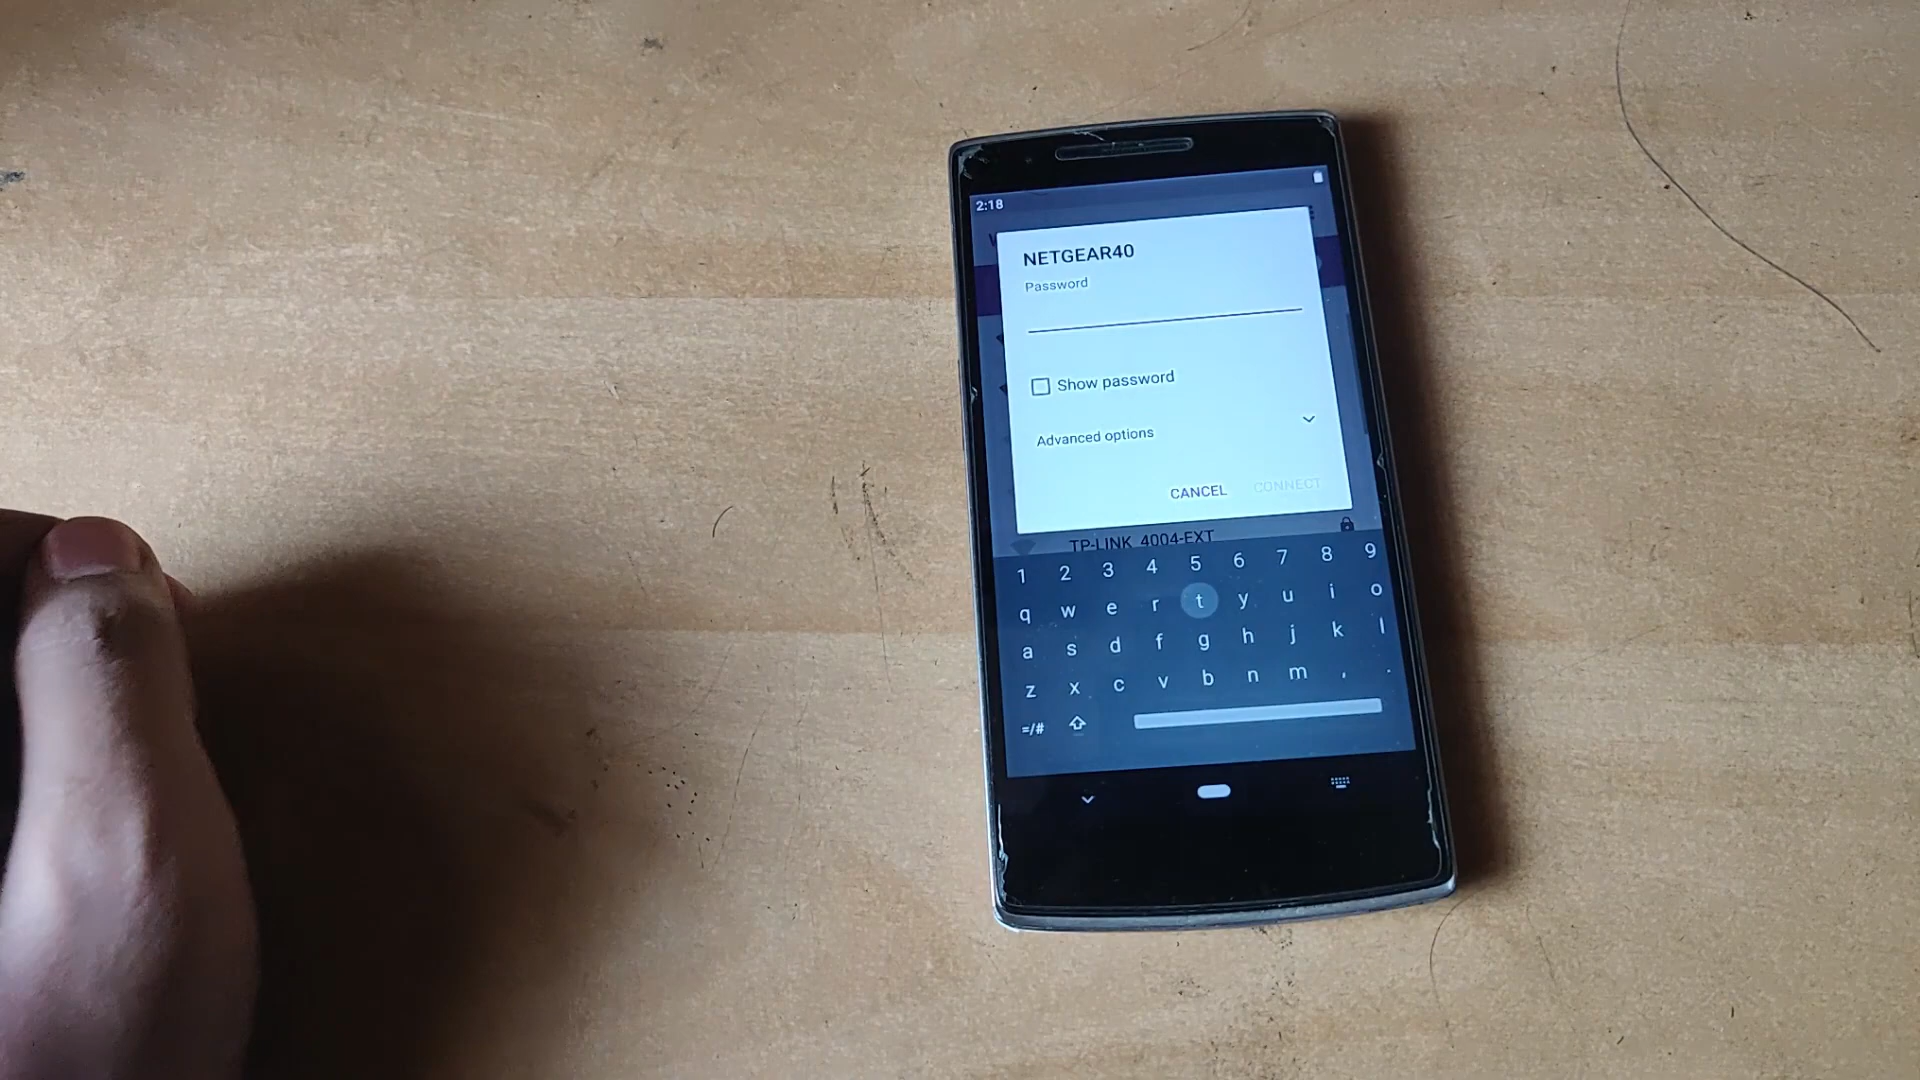 2:18
NETGEAR40
Password
Show password
Advanced options
CANCEL CONNECT
TP-LINK_4004-EXT
1 2 3 4 5 6 7 8 9
q w e r t y u i o
a s d f g h j k l
z x c v b n m , .
=/#